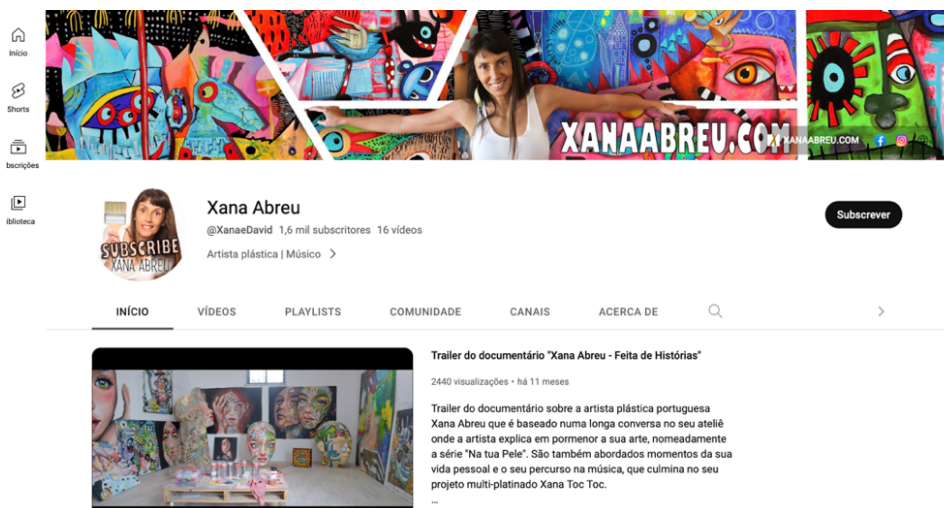 Início
Shorts
bscrições
iblioteca
XANAABREU.COM
XANAABREU.COM
SUBSCRIBE
XANA ABREU
Xana Abreu
@XanaeDavid 1,6 mil subscritores 16 vídeos
Artista plástica | Músico
Subscrever
INÍCIO VÍDEOS PLAYLISTS COMUNIDADE CANAIS ACERCA DE
Trailer do documentário "Xana Abreu - Feita de Histórias"
2440 visualizações • há 11 meses
Trailer do documentário sobre a artista plástica portuguesa
Xana Abreu que é baseado numa longa conversa no seu ateliê
onde a artista explica em pormenor a sua arte, nomeadamente
a série "Na tua Pele". São também abordados momentos da sua
vida pessoal e o seu percurso na música, que culmina no seu
projeto multi-platinado Xana Toc Toc.
...